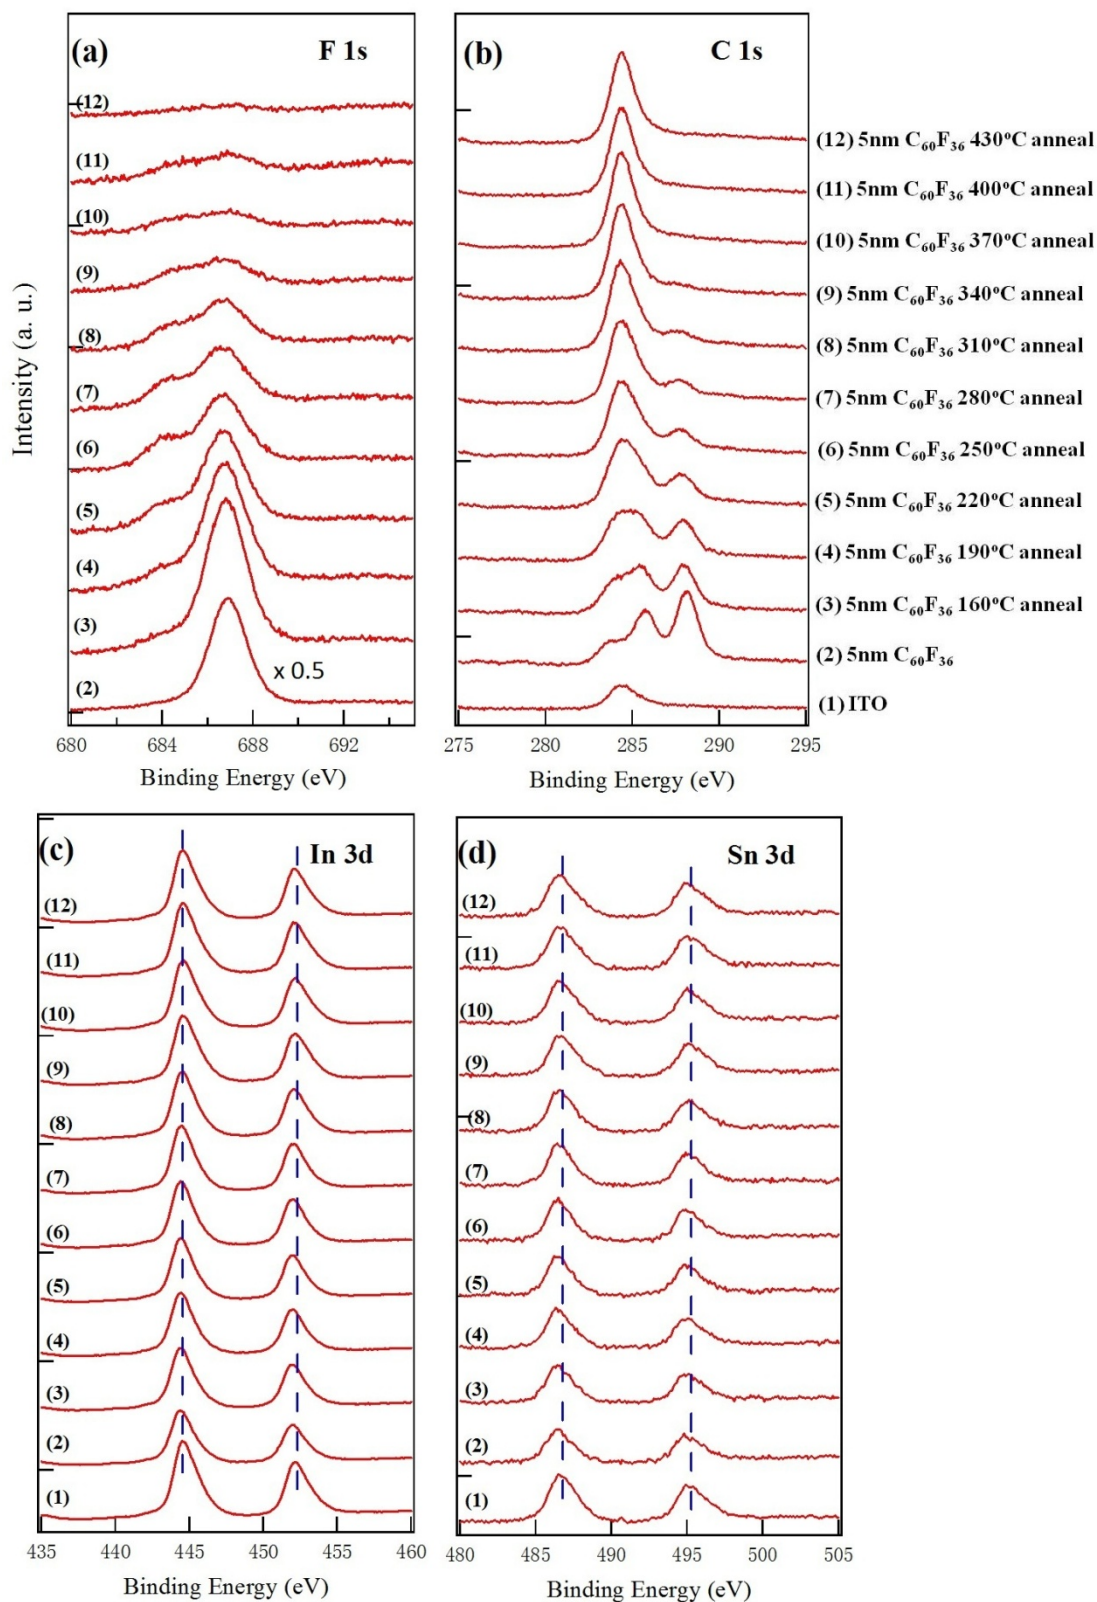 (a) F 1s
(12)
(11)
(10)
(9)
(8)
(7)
(6)
(5)
(4)
(3)
(2)
x 0.5
Intensity (a. u.)
680 684 688 692
Binding Energy (eV)
(b) C 1s
(12) 5nm C₆₀F₃₆ 430°C anneal
(11) 5nm C₆₀F₃₆ 400°C anneal
(10) 5nm C₆₀F₃₆ 370°C anneal
(9) 5nm C₆₀F₃₆ 340°C anneal
(8) 5nm C₆₀F₃₆ 310°C anneal
(7) 5nm C₆₀F₃₆ 280°C anneal
(6) 5nm C₆₀F₃₆ 250°C anneal
(5) 5nm C₆₀F₃₆ 220°C anneal
(4) 5nm C₆₀F₃₆ 190°C anneal
(3) 5nm C₆₀F₃₆ 160°C anneal
(2) 5nm C₆₀F₃₆
(1) ITO
275 280 285 290 295
Binding Energy (eV)
(c) In 3d
(12)
(11)
(10)
(9)
(8)
(7)
(6)
(5)
(4)
(3)
(2)
(1)
435 440 445 450 455 460
Binding Energy (eV)
(d) Sn 3d
(12)
(11)
(10)
(9)
(8)
(7)
(6)
(5)
(4)
(3)
(2)
(1)
480 485 490 495 500 505
Binding Energy (eV)